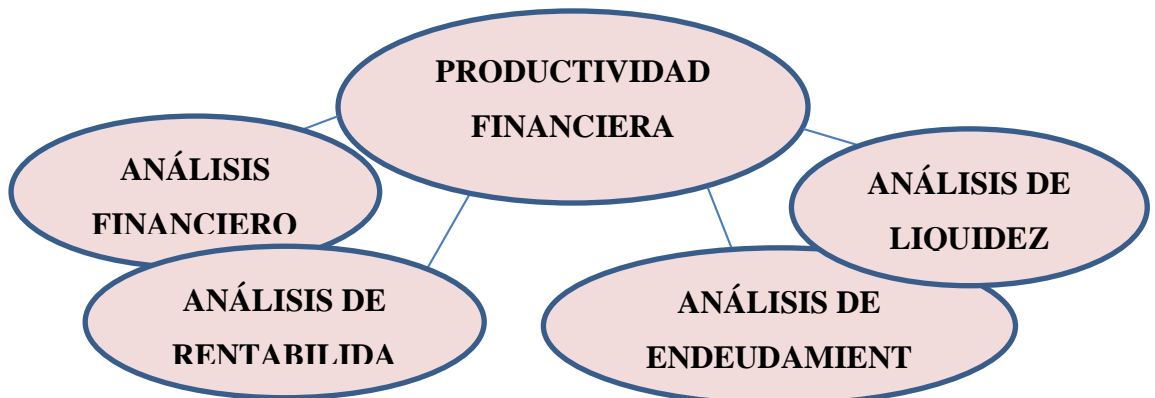 PRODUCTIVIDAD
FINANCIERA
ANÁLISIS
FINANCIERO
ANÁLISIS DE
LIQUIDEZ
ANÁLISIS DE
RENTABILIDA
ANÁLISIS DE
ENDEUDAMIENT